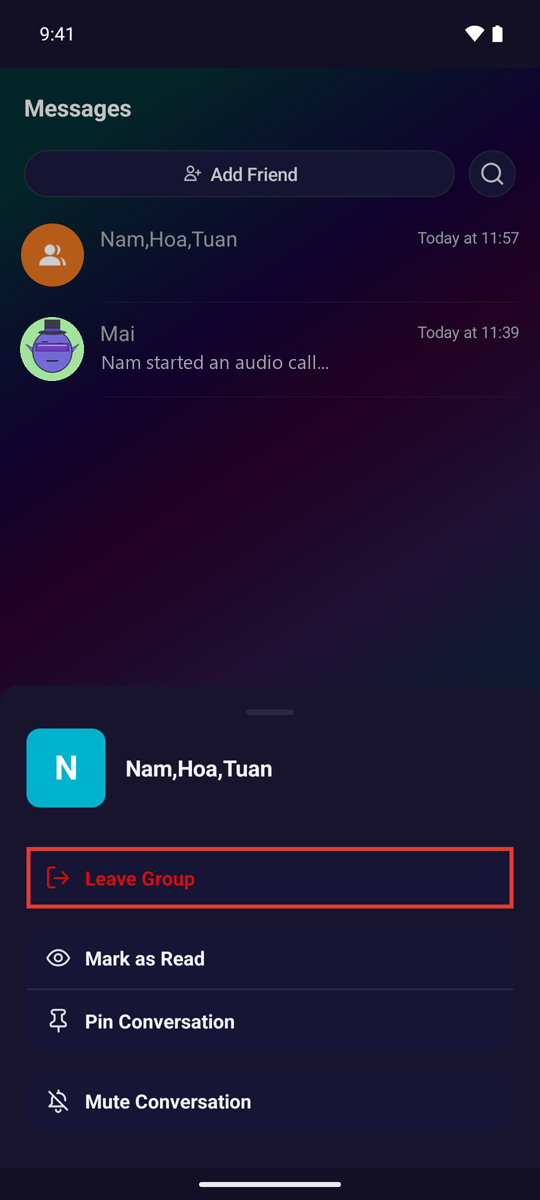 9:41
Messages
Add Friend
Nam,Hoa,Tuan Today at 11:57
Mai Today at 11:39
Nam started an audio call...
N Nam,Hoa,Tuan
Leave Group
Mark as Read
Pin Conversation
Mute Conversation